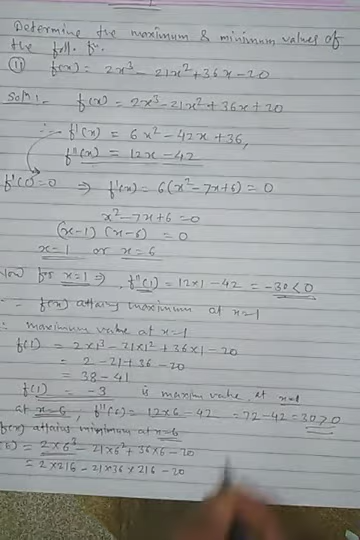 Determine the maximum & minimum values of
the foll. fⁿ.
(1) f(x) = 2x³ – 21x² + 36x – 20
Solⁿ:– f(x) = 2x³ – 21x² + 36x + 20
∴ f'(x) = 6x² – 42x + 36,
f''(x) = 12x – 42
f'( )=0 ⇒ f'(x) = 6(x² – 7x + 6) = 0
x² – 7x + 6 = 0
(x – 1) (x – 6) = 0
x = 1 or x = 6
Now for x = 1 ⇒ f''(1) = 12×1 – 42 = –30 < 0
∴ f(x) attains maximum at x=1
∴ maximum value at x=1
f(1) = 2×1³ – 21×1² + 36×1 – 20
= 2 – 21 + 36 – 20
= 38 – 41
f(1) = –3 is maxim value at x=1
at x=6, f''(6) = 12×6 – 42 = 72 – 42 = 30 > 0
f(x) attains minimum at x=6
(6) = 2×6³ – 21×6² + 36×6 – 20
= 2×216 – 21×36×216 – 20